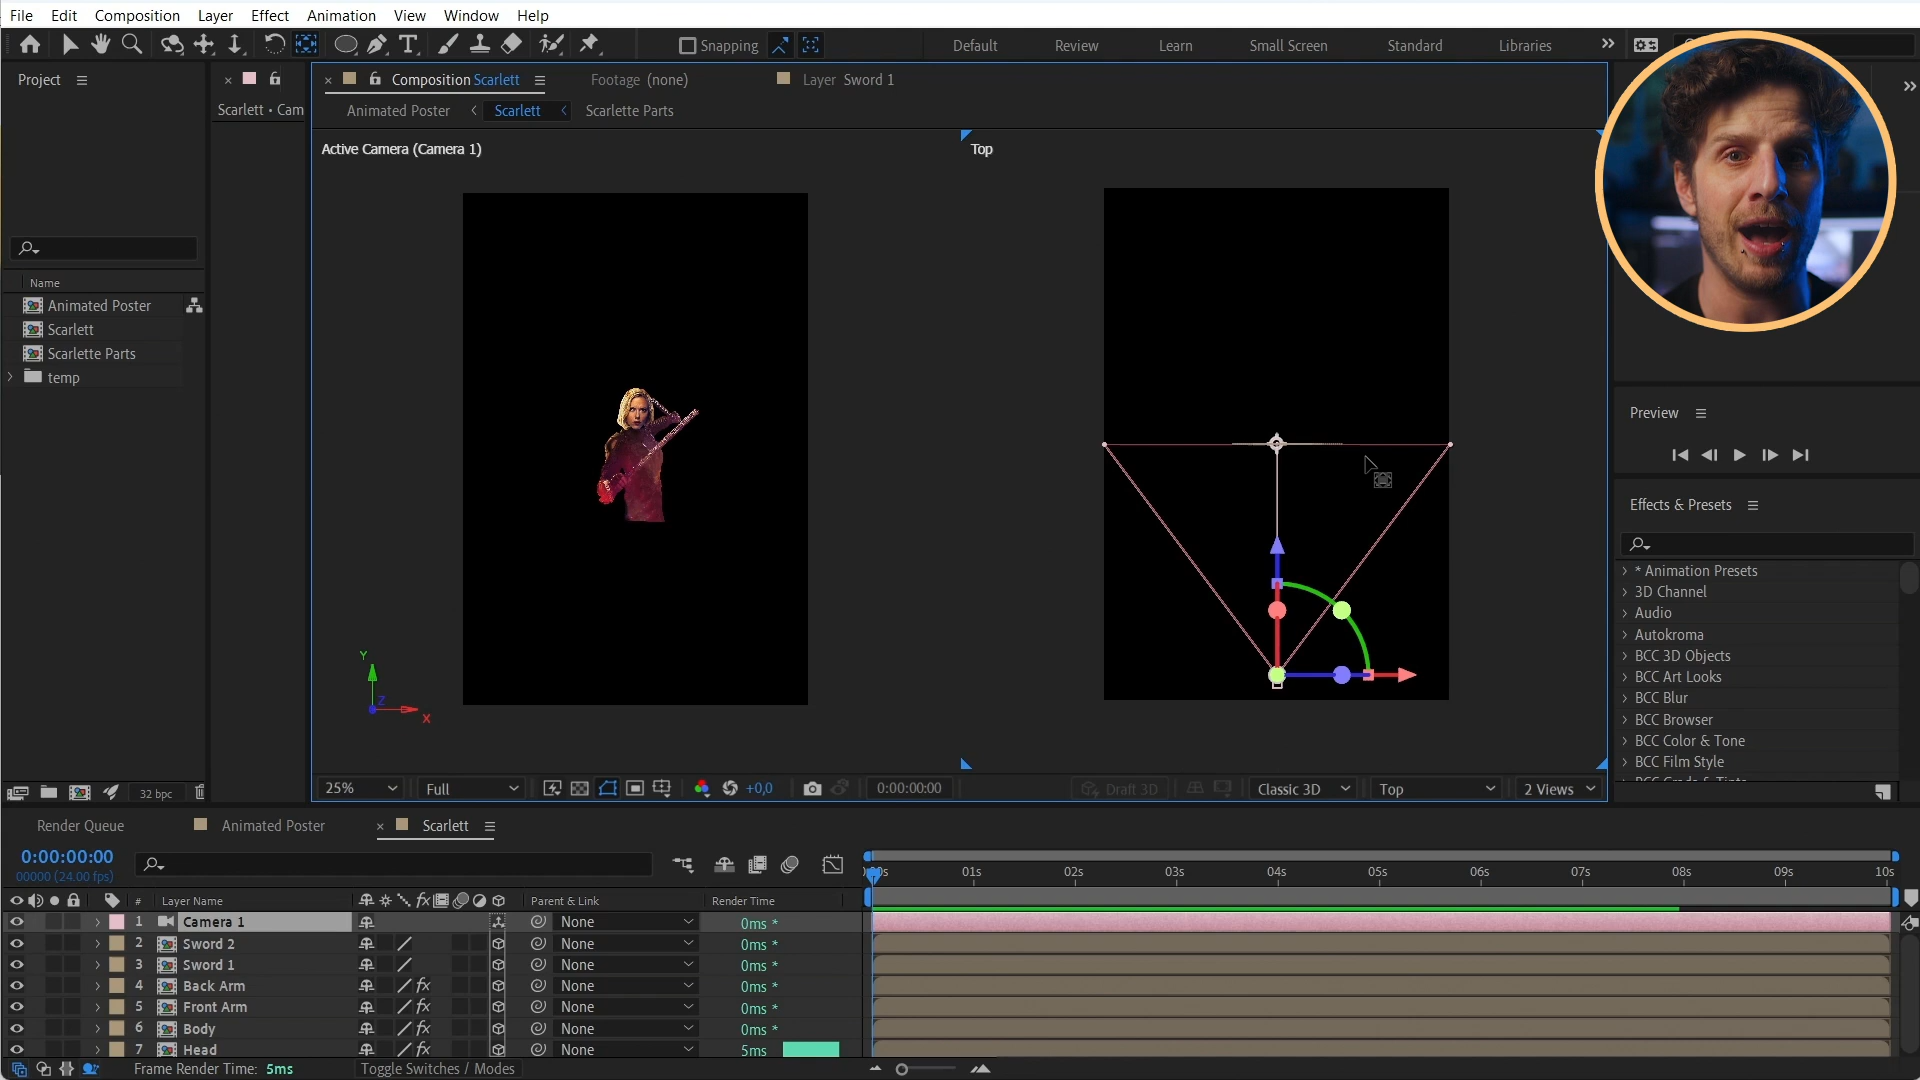 File Edit Composition Layer Effect Animation View Window Help
Snapping Default Review Learn Small Screen Standard Libraries
Project
Scarlett • Cam
Composition Scarlett Footage (none) Layer Sword 1
Animated Poster Scarlett Scarlette Parts
Active Camera (Camera 1)
Top
Name
Animated Poster
Scarlett
Scarlette Parts
temp
Y
Z
X
32 bpc
25% Full +0,0 0:00:00:00 Draft 3D Classic 3D Top 2 Views
Preview
Effects & Presets
* Animation Presets
3D Channel
Audio
Autokroma
BCC 3D Objects
BCC Art Looks
BCC Blur
BCC Browser
BCC Color & Tone
BCC Film Style
Render Queue Animated Poster Scarlett
0:00:00:00
00000 (24.00 fps)
01s 02s 03s 04s 05s 06s 07s 08s 09s 10s
# Layer Name Parent & Link Render Time
1 Camera 1 None 0ms *
2 Sword 2 None 0ms *
3 Sword 1 None 0ms *
4 Back Arm None 0ms *
5 Front Arm None 0ms *
6 Body None 0ms *
7 Head None 5ms
Frame Render Time: 5ms Toggle Switches / Modes